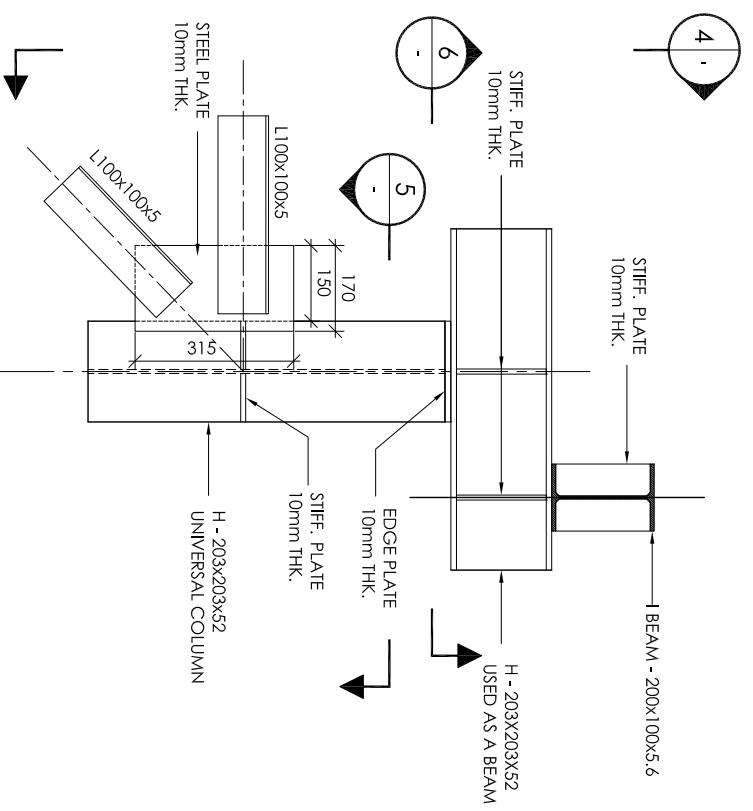 4
-
6
-
5
-
STIFF. PLATE
10mm THK.
STIFF. PLATE
10mm THK.
I BEAM - 200x100x5.6
H - 203X203X52
USED AS A BEAM
STEEL PLATE
10mm THK.
L100x100x5
L100x100x5
170
150
315
EDGE PLATE
10mm THK.
STIFF. PLATE
10mm THK.
H - 203x203x52
UNIVERSAL COLUMN